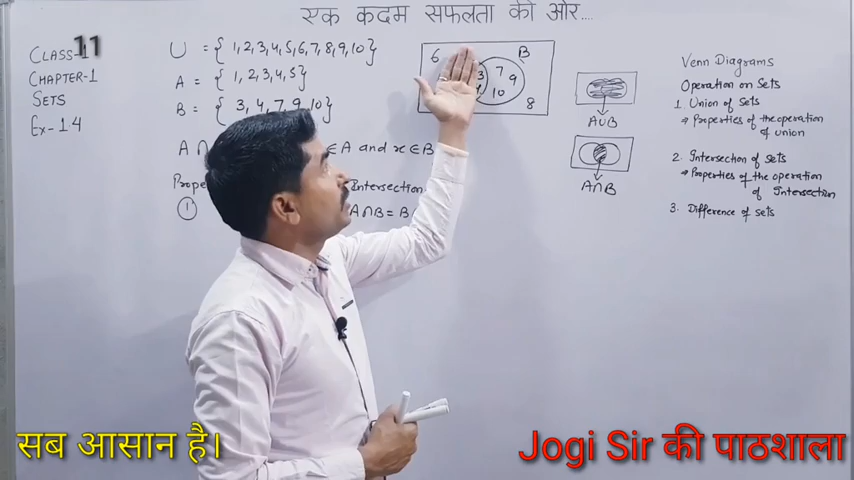 एक कदम सफलता की ओर....
CLASS-11
CHAPTER-1
SETS
Ex-14
U = {1,2,3,4,5,6,7,8,9,10}
A = {1,2,3,4,5}
B = {3,4,7,9,10}
A ∩
∈ A and x ∈ B
Intersection
①
A∩B = B
6
B
3 7 9
4 10
8
A∪B
A∩B
Venn Diagrams
Operation on Sets
1. Union of Sets
⇒ Properties of the operation
of union
2. Intersection of sets
⇒ Properties of the operation
of Intersection
3. Difference of sets
सब आसान है।
Jogi Sir की पाठशाला